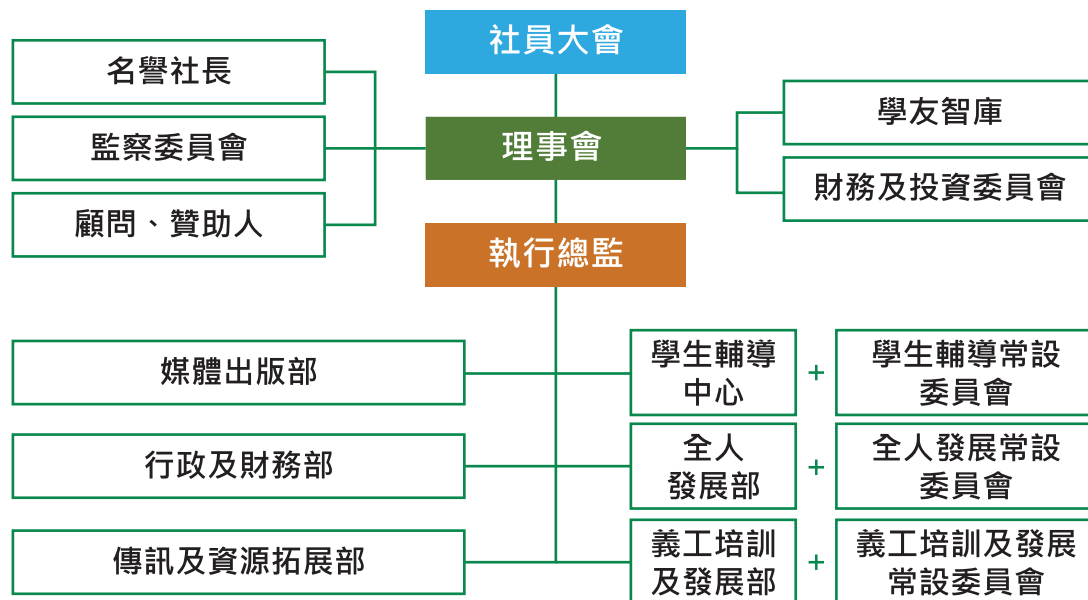 社員大會
名譽社長
監察委員會
顧問、贊助人
理事會
學友智庫
財務及投資委員會
執行總監
媒體出版部
行政及財務部
傳訊及資源拓展部
學生輔導
中心
+
學生輔導常設
委員會
全人
發展部
+
全人發展常設
委員會
義工培訓
及發展部
+
義工培訓及發展
常設委員會